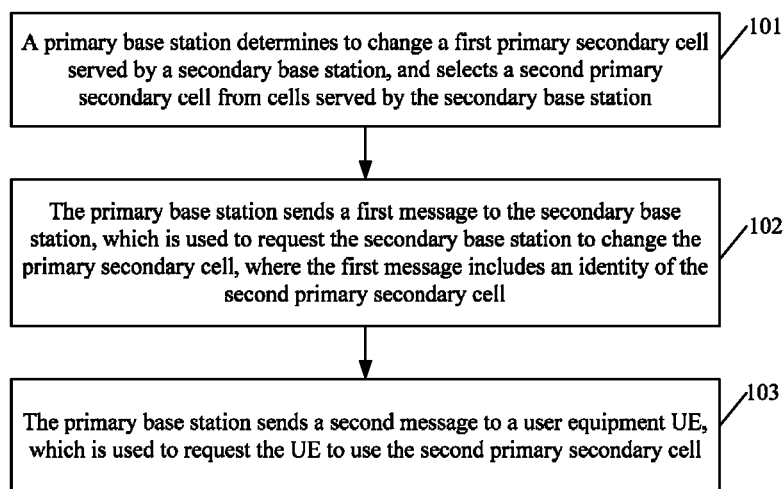 A primary base station determines to change a first primary secondary cell
served by a secondary base station, and selects a second primary
secondary cell from cells served by the secondary base station
101
The primary base station sends a first message to the secondary base
station, which is used to request the secondary base station to change the
primary secondary cell, where the first message includes an identity of the
second primary secondary cell
102
The primary base station sends a second message to a user equipment UE,
which is used to request the UE to use the second primary secondary cell
103